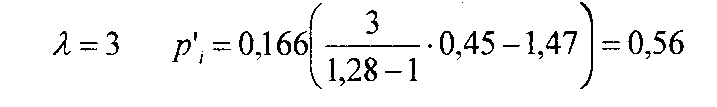 λ = 3 p'ᵢ = 0,166(3/(1,28 − 1) · 0,45 − 1,47) = 0,56